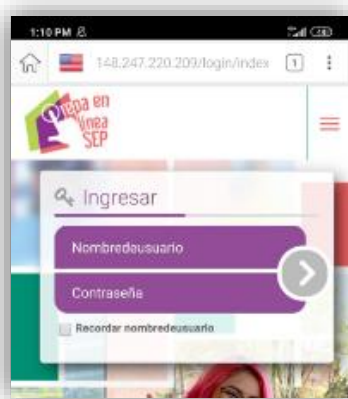 1:10 PM
148.247.220.209/login/index
1
Prepa en
línea
SEP
Ingresar
Nombredeusuario
Contraseña
Recordar nombredeusuario